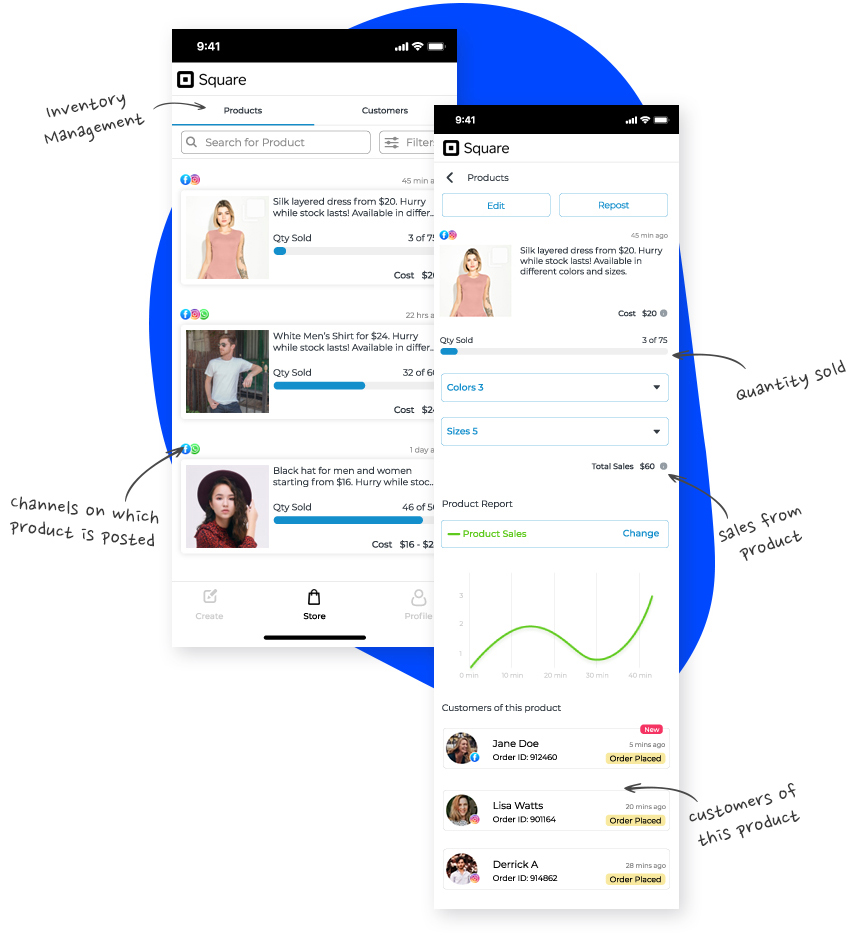 9:41
Square
Inventory
Management
Products
Customers
Search for Product
Filter
45 min a
Silk layered dress from $20. Hurry
while stock lasts! Available in differ...
Qty Sold
3 of 75
Cost $20
22 hrs a
White Men's Shirt for $24. Hurry
while stock lasts! Available in differ...
Qty Sold
32 of 60
Cost $24
1 day a
Channels on which
Product is Posted
Black hat for men and women
starting from $16. Hurry while stoc...
Qty Sold
46 of 50
Cost $16 - $2
Create
Store
Profile
9:41
Square
Products
Edit
Repost
45 min ago
Silk layered dress from $20. Hurry
while stock lasts! Available in
different colors and sizes.
Cost $20
Qty Sold
3 of 75
Quantity sold
Colors 3
Sizes 5
Total Sales $60
Sales from
Product
Product Report
Product Sales
Change
3
2
1
0 min
10 min
20 min
30 min
40 min
Customers of this product
New
Jane Doe
5 mins ago
Order ID: 912460
Order Placed
Customers of
this product
Lisa Watts
20 mins ago
Order ID: 901164
Order Placed
Derrick A
28 mins ago
Order ID: 914862
Order Placed